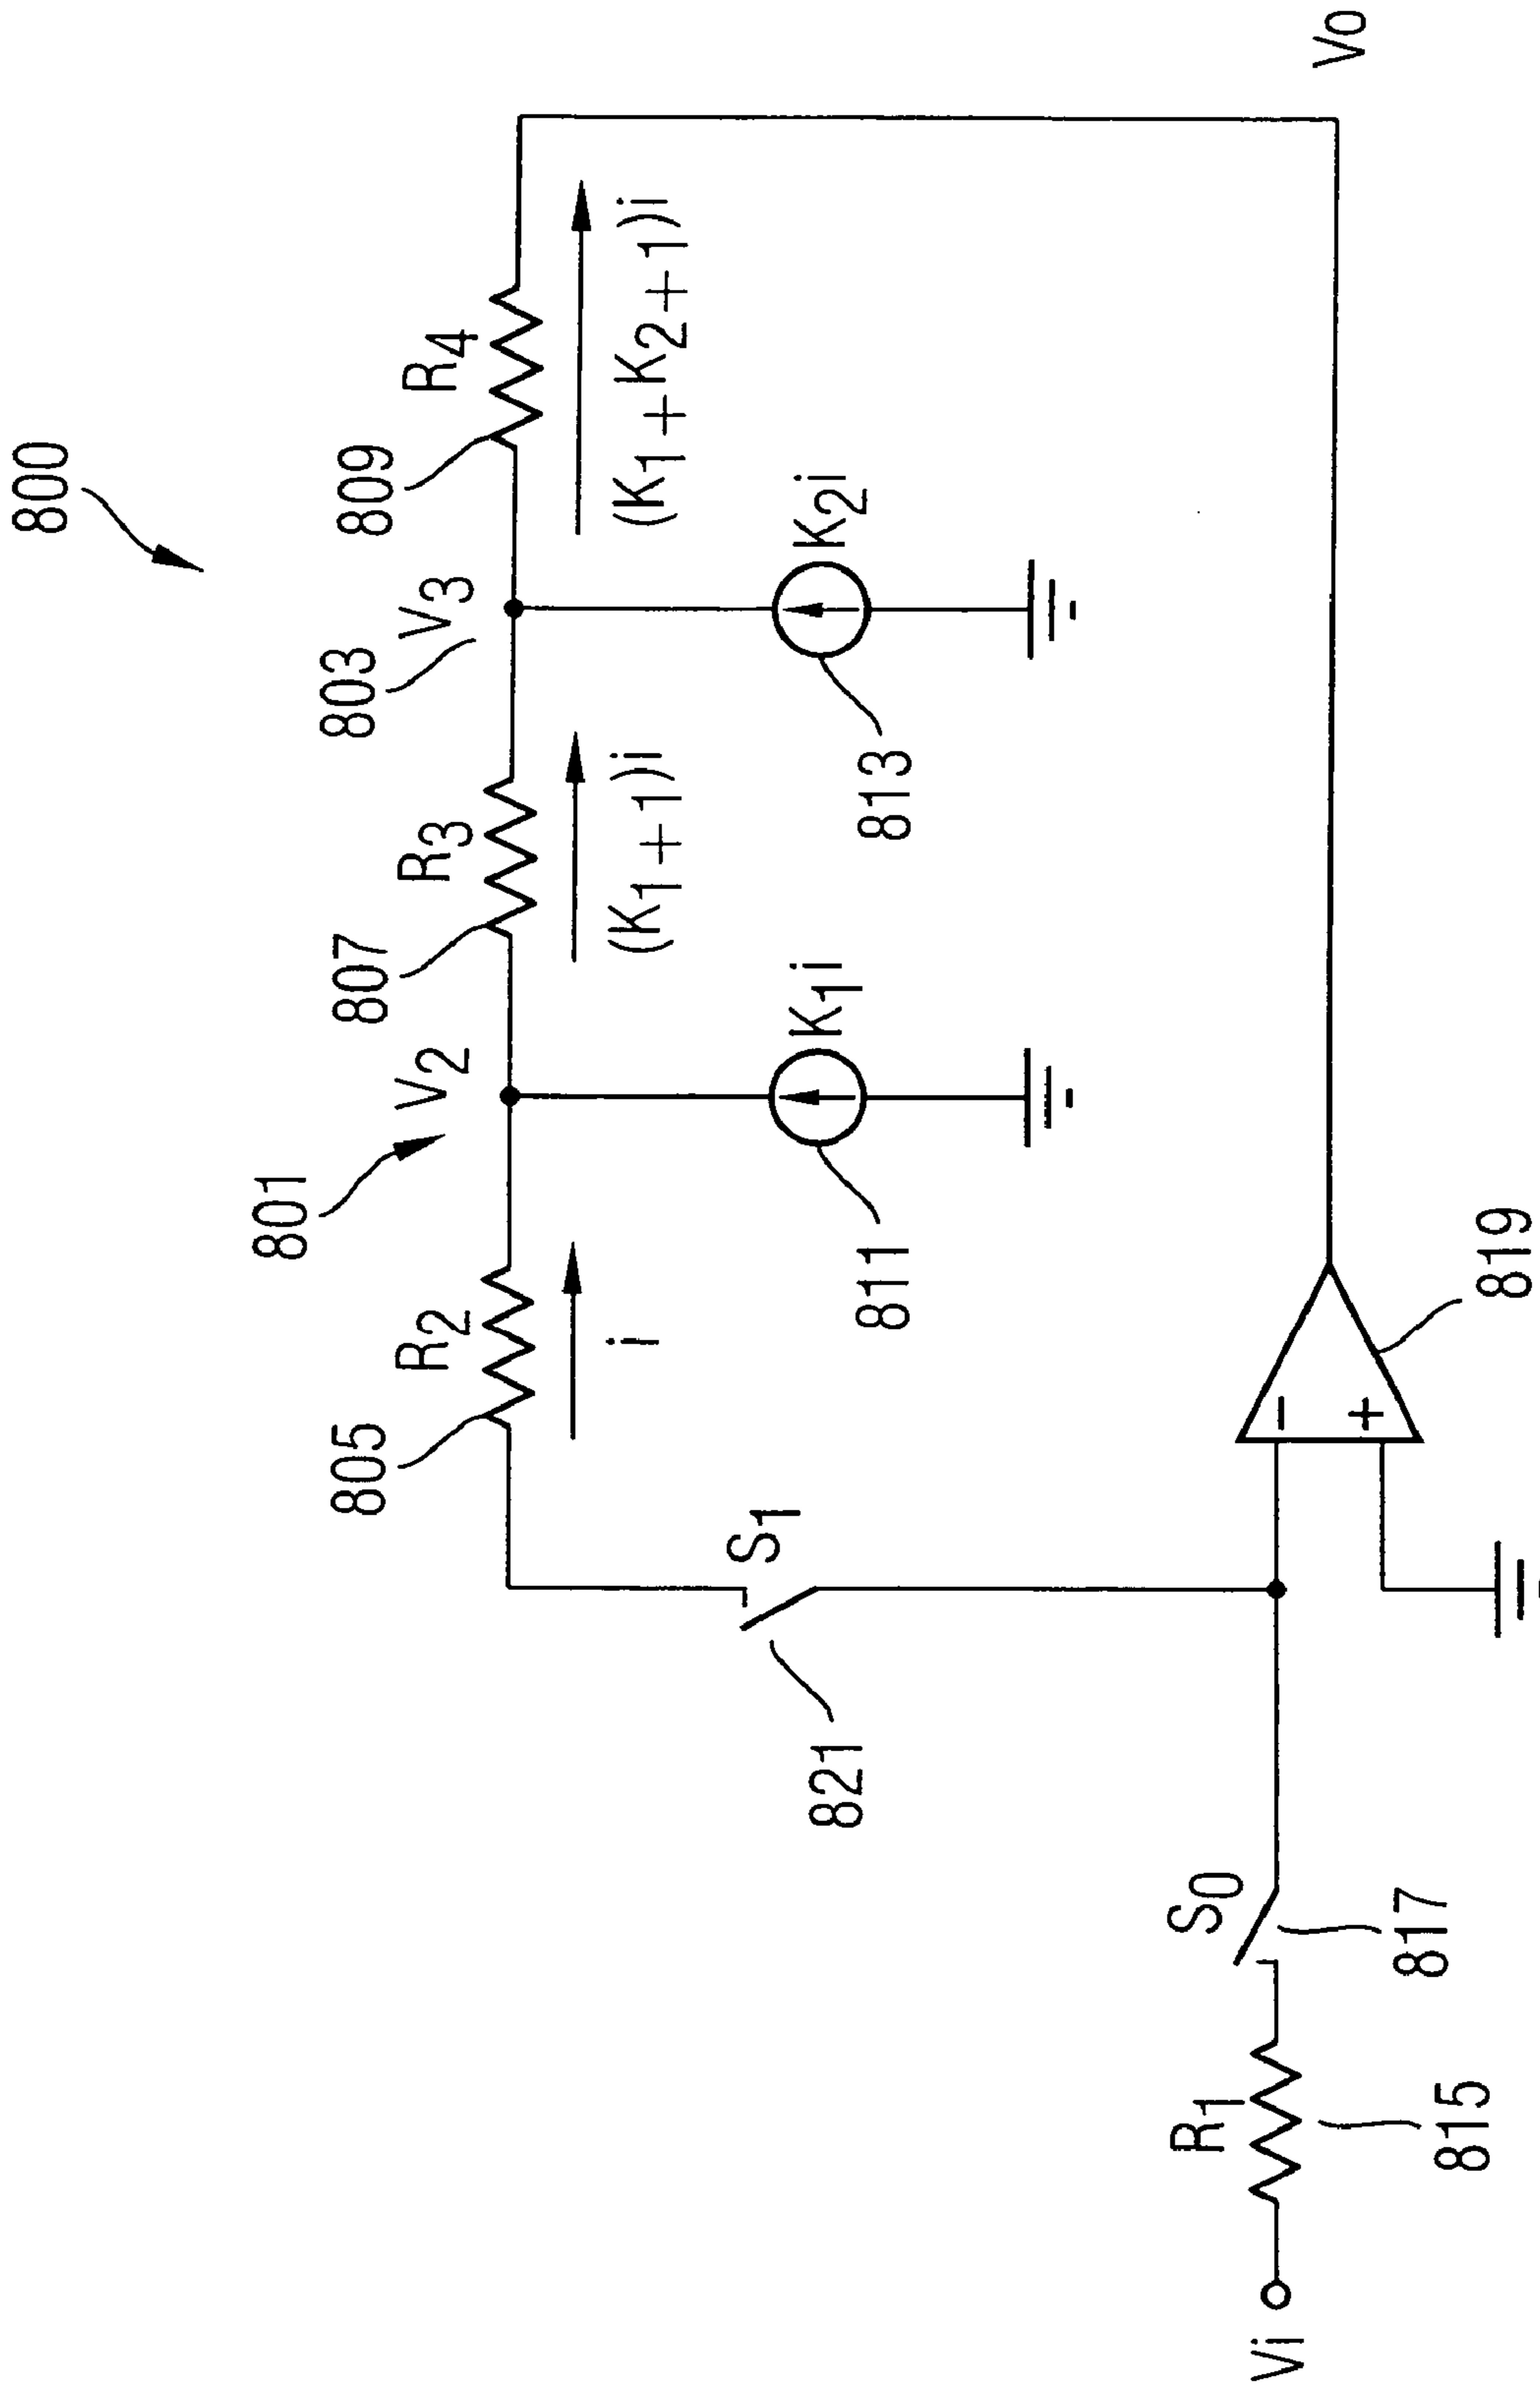 800
803
V3
809
R4
(K1+K2+1)i
807
R3
(K1+1)i
801
V2
805
R2
i
K2i
813
K1i
811
S1
821
Vo
−
+
819
S0
817
R1
815
Vi